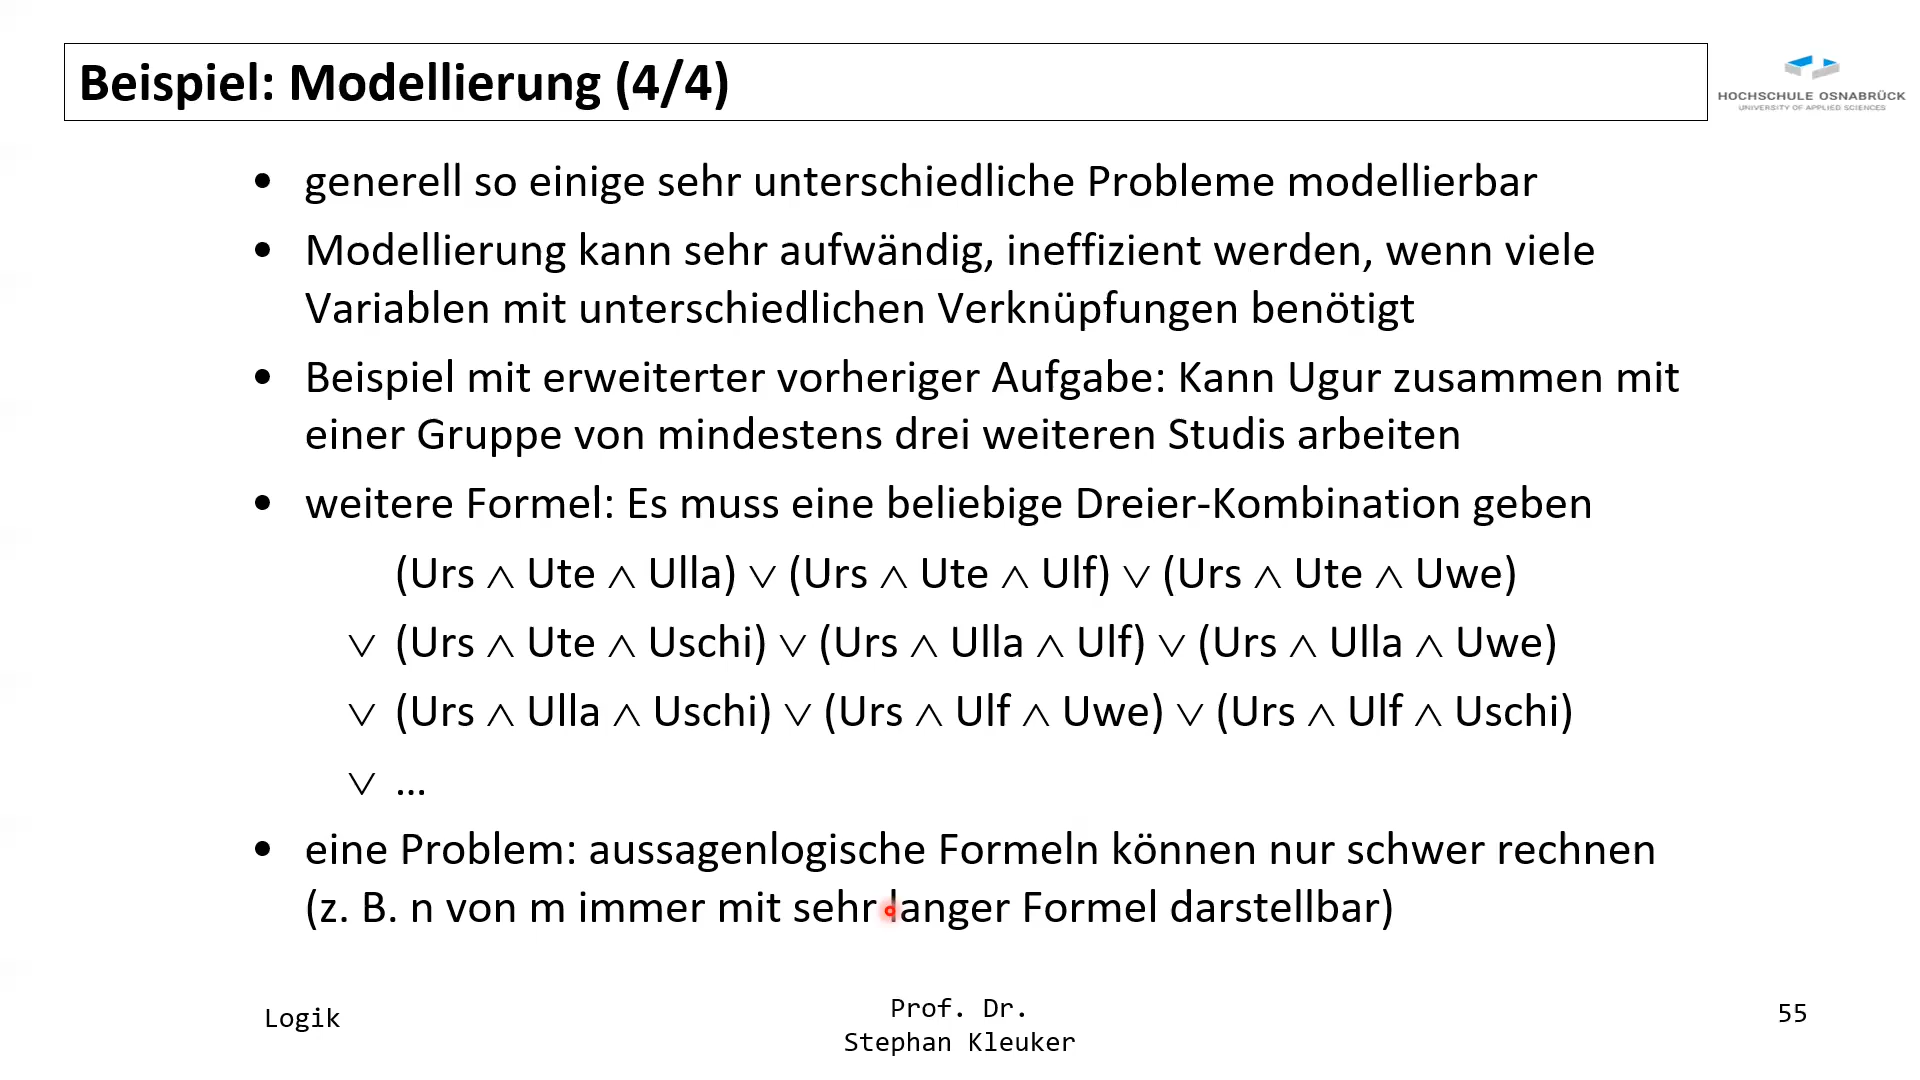 Beispiel: Modellierung (4/4)
HOCHSCHULE OSNABRÜCK
UNIVERSITY OF APPLIED SCIENCES
• generell so einige sehr unterschiedliche Probleme modellierbar
• Modellierung kann sehr aufwändig, ineffizient werden, wenn viele
Variablen mit unterschiedlichen Verknüpfungen benötigt
• Beispiel mit erweiterter vorheriger Aufgabe: Kann Ugur zusammen mit
einer Gruppe von mindestens drei weiteren Studis arbeiten
• weitere Formel: Es muss eine beliebige Dreier-Kombination geben
(Urs ∧ Ute ∧ Ulla) ∨ (Urs ∧ Ute ∧ Ulf) ∨ (Urs ∧ Ute ∧ Uwe)
∨ (Urs ∧ Ute ∧ Uschi) ∨ (Urs ∧ Ulla ∧ Ulf) ∨ (Urs ∧ Ulla ∧ Uwe)
∨ (Urs ∧ Ulla ∧ Uschi) ∨ (Urs ∧ Ulf ∧ Uwe) ∨ (Urs ∧ Ulf ∧ Uschi)
∨ ...
• eine Problem: aussagenlogische Formeln können nur schwer rechnen
(z. B. n von m immer mit sehr langer Formel darstellbar)
Logik
Prof. Dr.
Stephan Kleuker
55